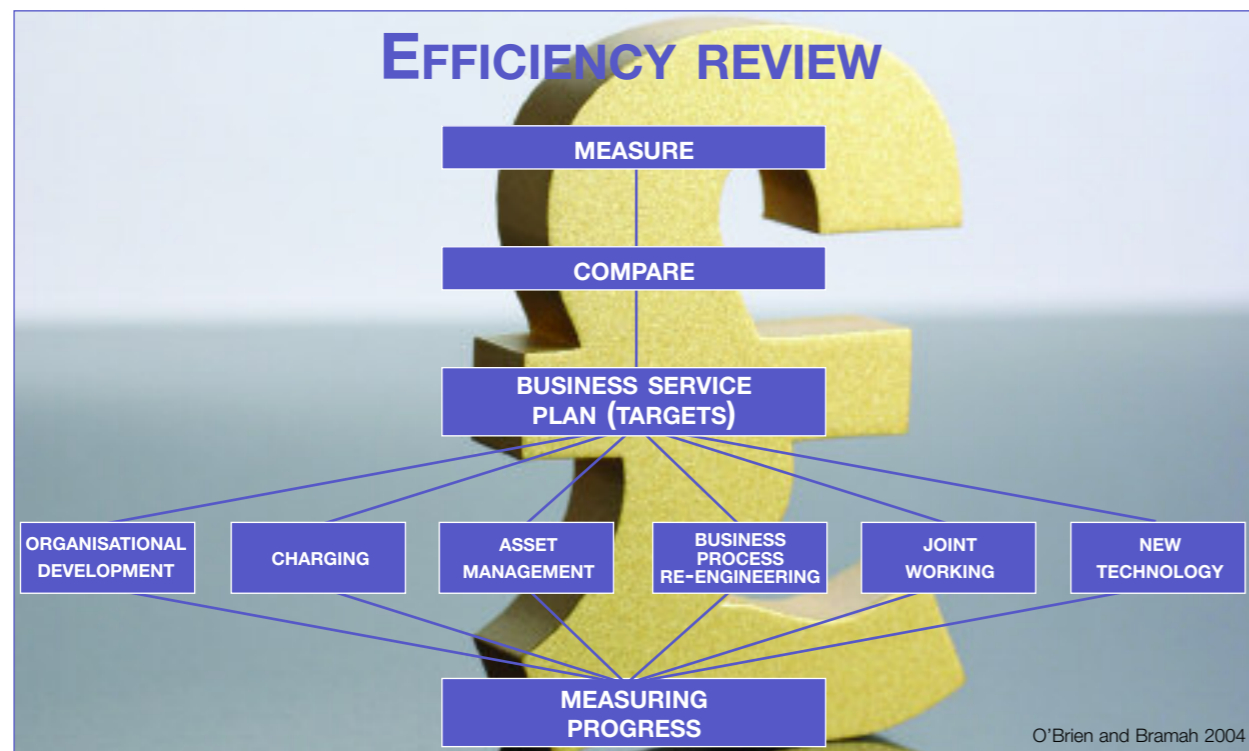 EFFICIENCY REVIEW
MEASURE
COMPARE
BUSINESS SERVICE
PLAN (TARGETS)
ORGANISATIONAL
DEVELOPMENT
CHARGING
ASSET
MANAGEMENT
BUSINESS
PROCESS
RE-ENGINEERING
JOINT
WORKING
NEW
TECHNOLOGY
MEASURING
PROGRESS
O'Brien and Bramah 2004